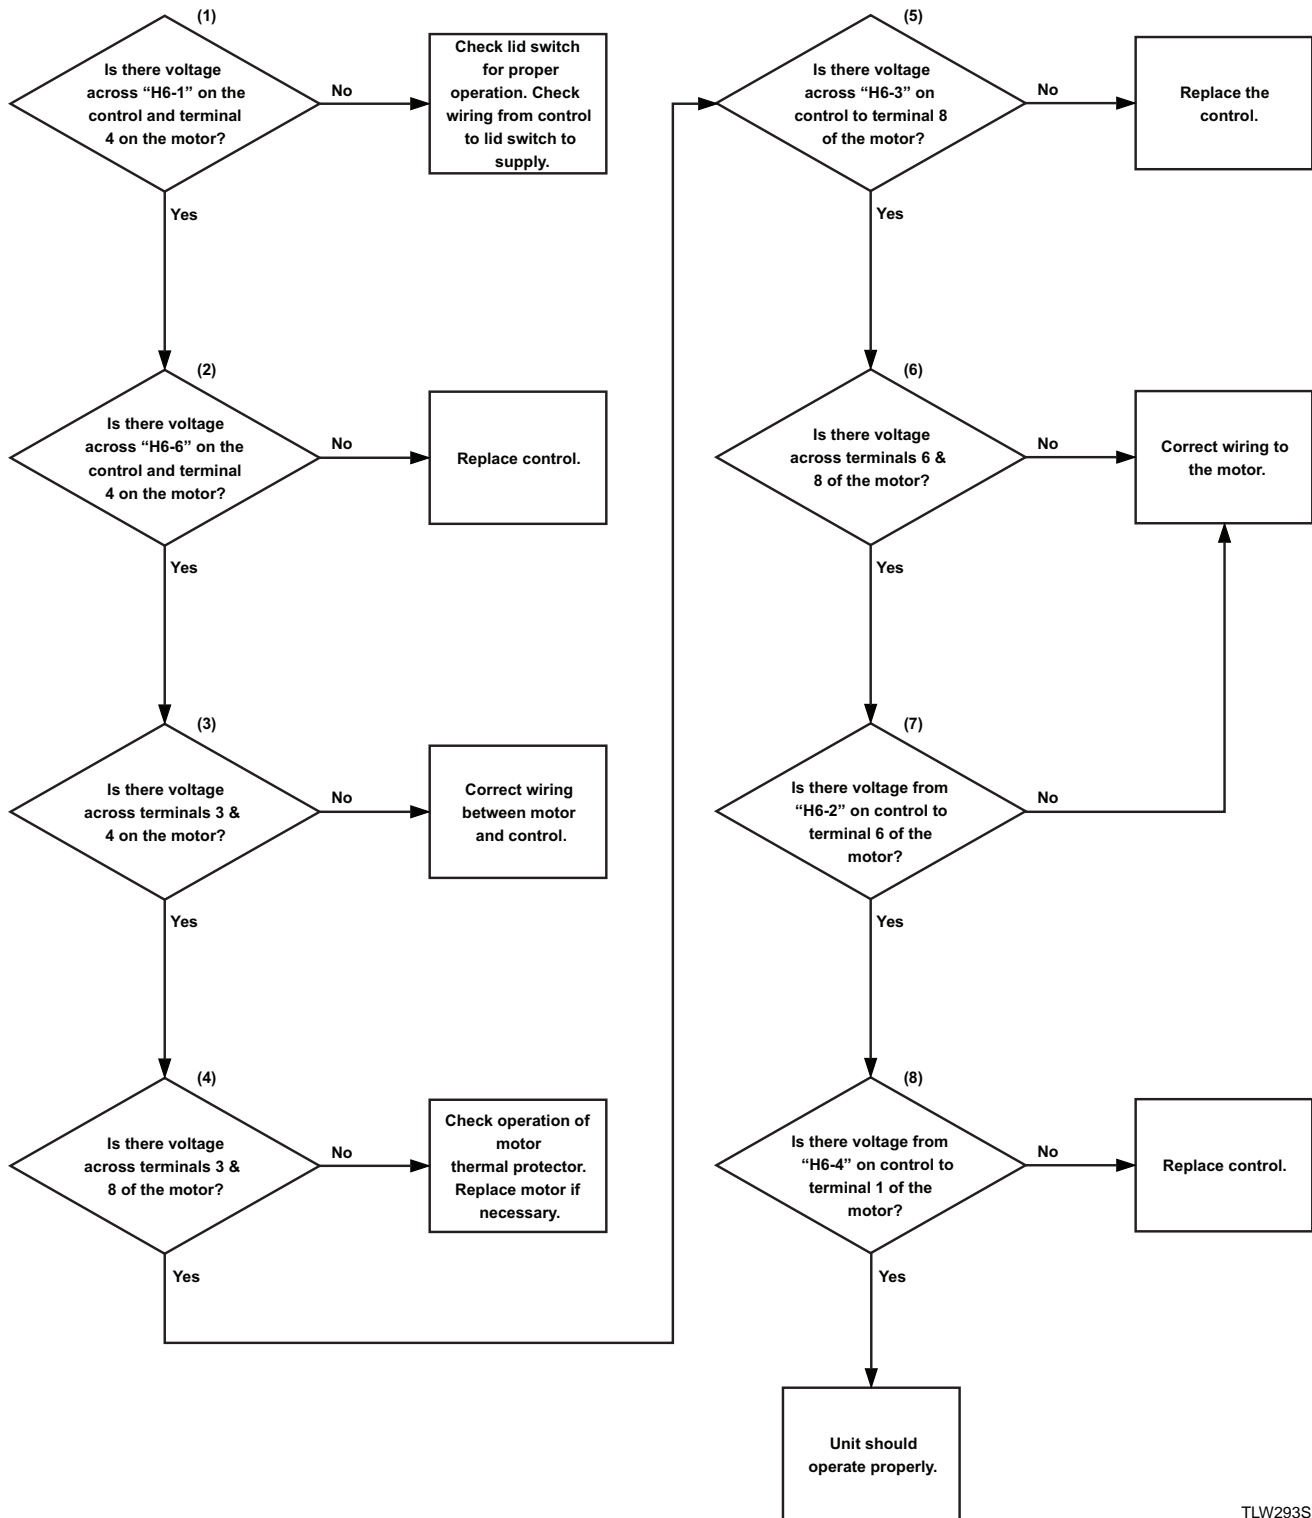 (1)
Is there voltage
across “H6-1” on the
control and terminal
4 on the motor?
No
Check lid switch
for proper
operation. Check
wiring from control
to lid switch to
supply.
Yes
(2)
Is there voltage
across “H6-6” on the
control and terminal
4 on the motor?
No
Replace control.
Yes
(3)
Is there voltage
across terminals 3 &
4 on the motor?
No
Correct wiring
between motor
and control.
Yes
(4)
Is there voltage
across terminals 3 &
8 of the motor?
No
Check operation of
motor
thermal protector.
Replace motor if
necessary.
Yes
(5)
Is there voltage
across “H6-3” on
control to terminal 8
of the motor?
No
Replace the
control.
Yes
(6)
Is there voltage
across terminals 6 &
8 of the motor?
No
Correct wiring to
the motor.
Yes
(7)
Is there voltage from
“H6-2” on control to
terminal 6 of the
motor?
No
Yes
(8)
Is there voltage from
“H6-4” on control to
terminal 1 of the
motor?
No
Replace control.
Yes
Unit should
operate properly.
TLW293S